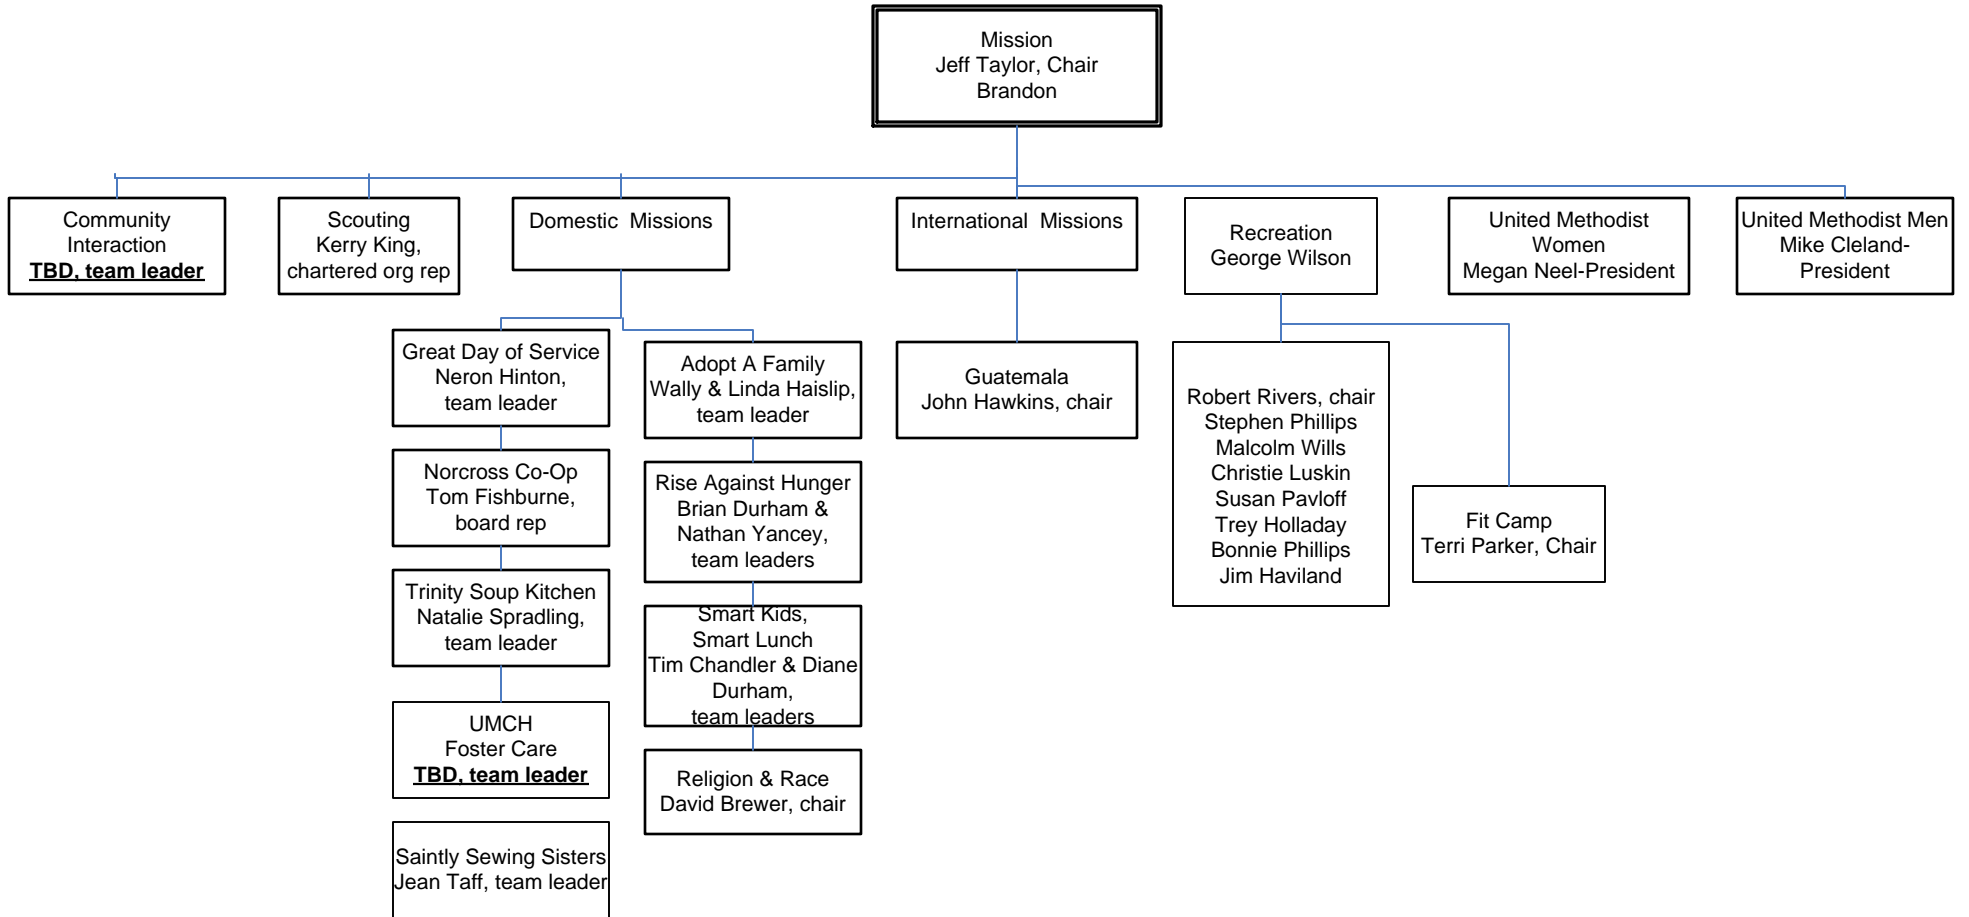 Mission
Jeff Taylor, Chair
Brandon
Community
Interaction
TBD, team leader
Scouting
Kerry King,
chartered org rep
Domestic Missions
International Missions
Recreation
George Wilson
United Methodist
Women
Megan Neel-President
United Methodist Men
Mike Cleland-
President
Great Day of Service
Neron Hinton,
team leader
Norcross Co-Op
Tom Fishburne,
board rep
Trinity Soup Kitchen
Natalie Spradling,
team leader
UMCH
Foster Care
TBD, team leader
Saintly Sewing Sisters
Jean Taff, team leader
Adopt A Family
Wally & Linda Haislip,
team leader
Rise Against Hunger
Brian Durham &
Nathan Yancey,
team leaders
Smart Kids,
Smart Lunch
Tim Chandler & Diane
Durham,
team leaders
Religion & Race
David Brewer, chair
Guatemala
John Hawkins, chair
Robert Rivers, chair
Stephen Phillips
Malcolm Wills
Christie Luskin
Susan Pavloff
Trey Holladay
Bonnie Phillips
Jim Haviland
Fit Camp
Terri Parker, Chair